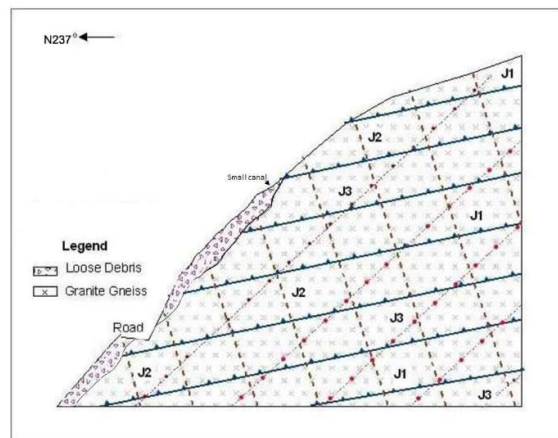 N237°
J1
J2
Small canal
J3
J1
Legend
Loose Debris
Granite Gneiss
J2
J3
Road
J2
J1
J3